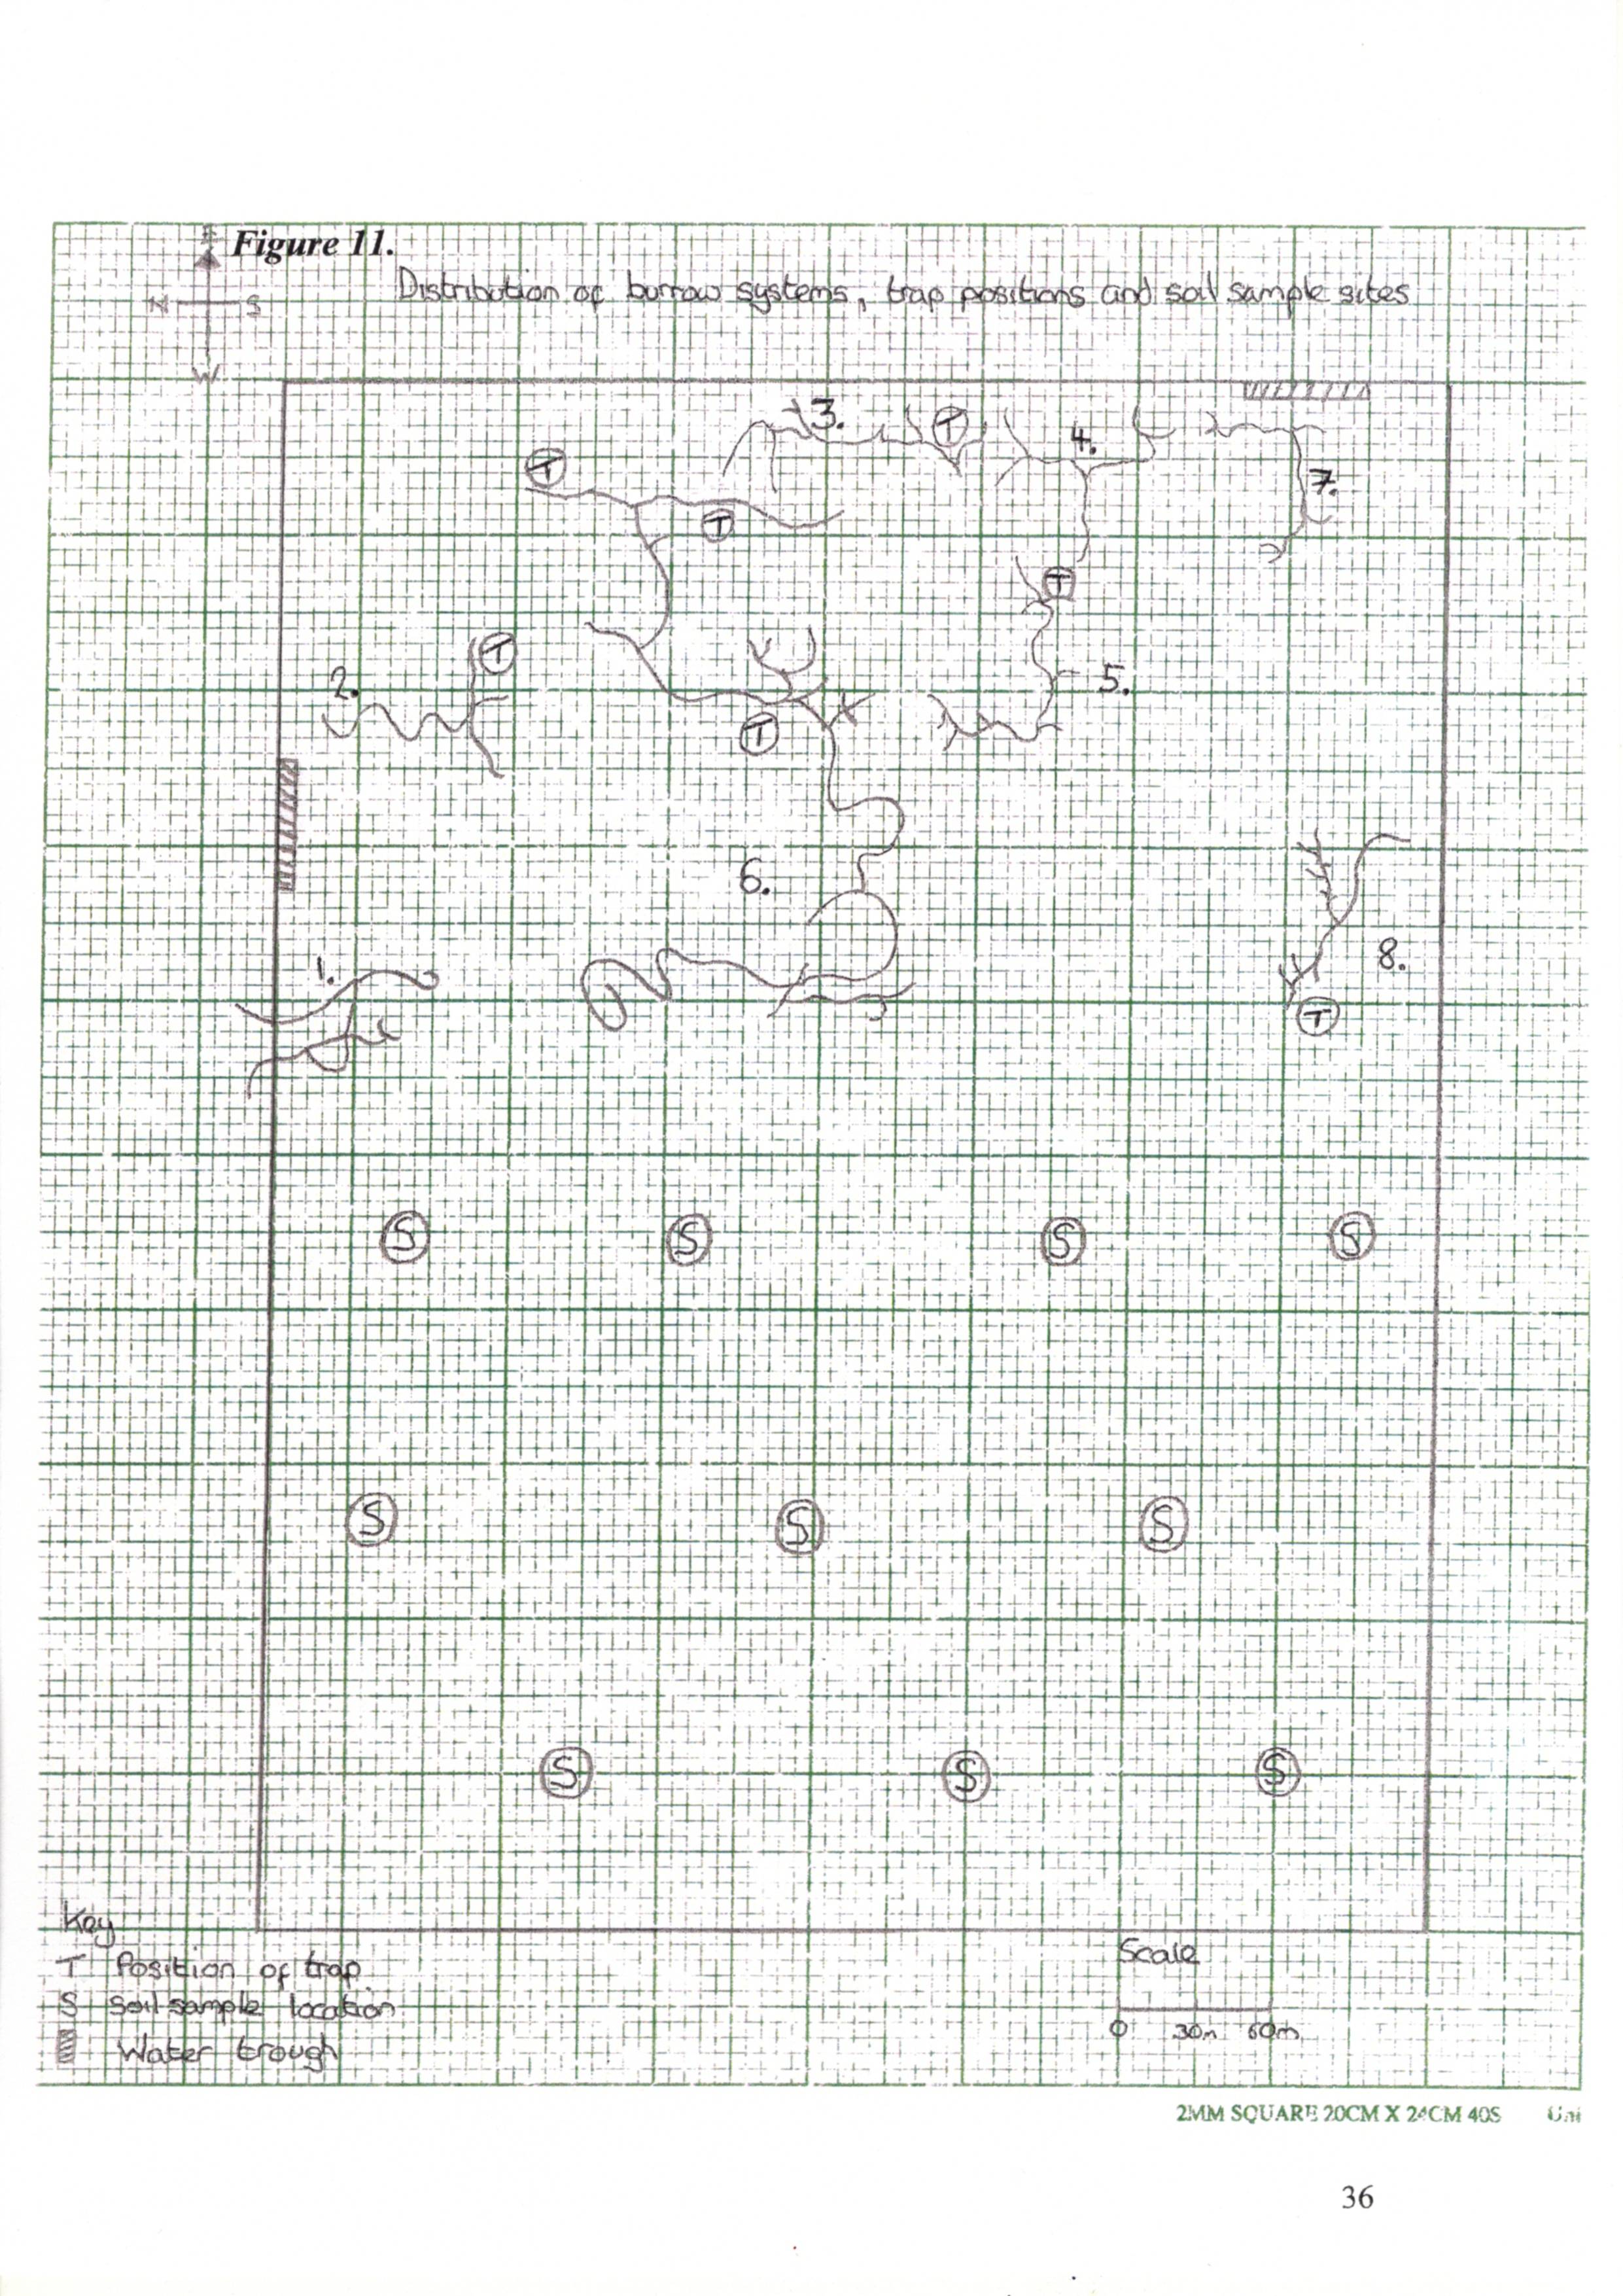 Figure 11.
Distribution of burrow systems, trap positions and soil sample sites
E
N S
W
3.
T
4.
T
7.
T
T
T
2.
5.
T
6.
1.
8.
T
S S S S
S S S
S S S
Key
T Position of trap
S Soil sample location
Water trough
Scale
0 30m 60m
2MM SQUARE 20CM X 24CM 40S
36